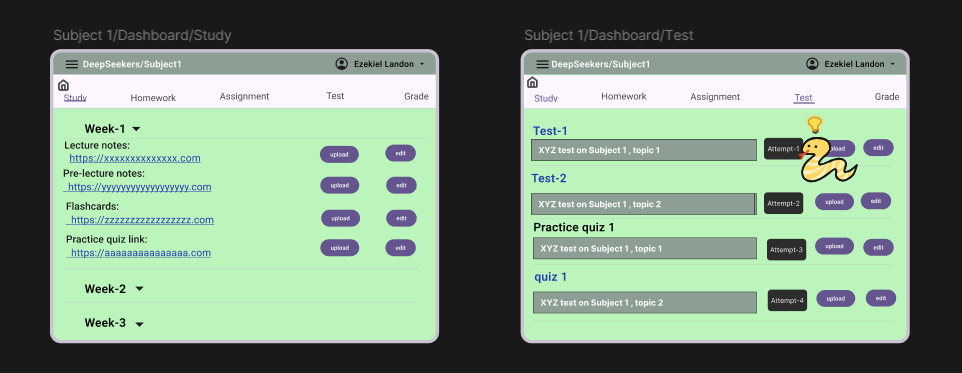 Subject 1/Dashboard/Study
DeepSeekers/Subject1
Ezekiel Landon
Study
Homework
Assignment
Test
Grade
Week-1
Lecture notes:
https://xxxxxxxxxxxxxx.com
upload
edit
Pre-lecture notes:
https://yyyyyyyyyyyyyyyyyy.com
upload
edit
Flashcards:
https://zzzzzzzzzzzzzzzzz.com
upload
edit
Practice quiz link:
https://aaaaaaaaaaaaaaa.com
upload
edit
Week-2
Week-3
Subject 1/Dashboard/Test
DeepSeekers/Subject1
Ezekiel Landon
Study
Homework
Assignment
Test
Grade
Test-1
XYZ test on Subject 1 , topic 1
Attempt-1
upload
edit
Test-2
XYZ test on Subject 1 , topic 2
Attempt-2
upload
edit
Practice quiz 1
XYZ test on Subject 1 , topic 1
Attempt-3
upload
edit
quiz 1
XYZ test on Subject 1 , topic 2
Attempt-4
upload
edit